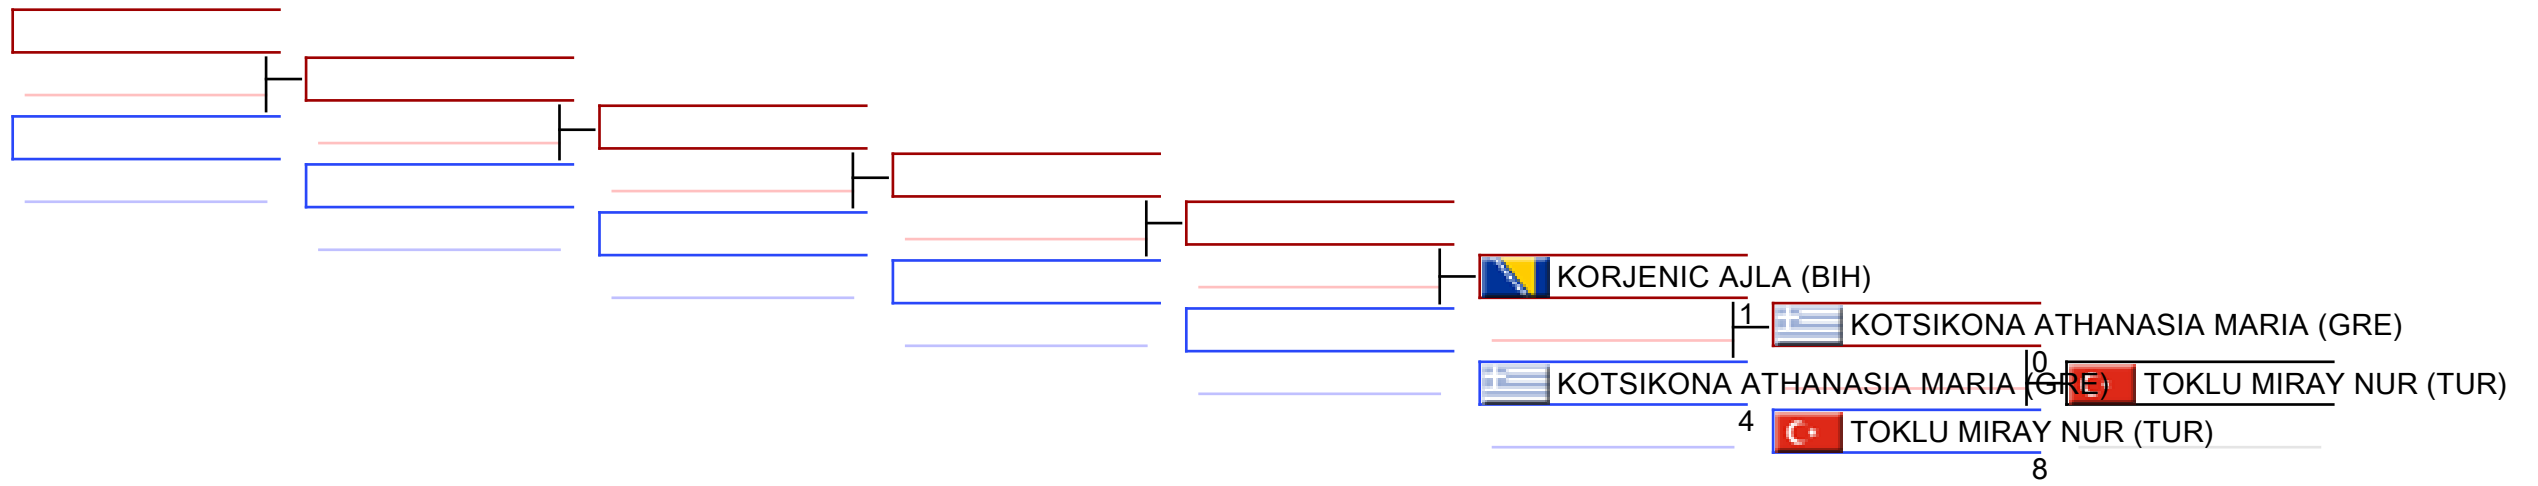 KORJENIC AJLA (BIH)
1
KOTSIKONA ATHANASIA MARIA (GRE)
0
KOTSIKONA ATHANASIA MARIA (GRE)
TOKLU MIRAY NUR (TUR)
4
TOKLU MIRAY NUR (TUR)
8